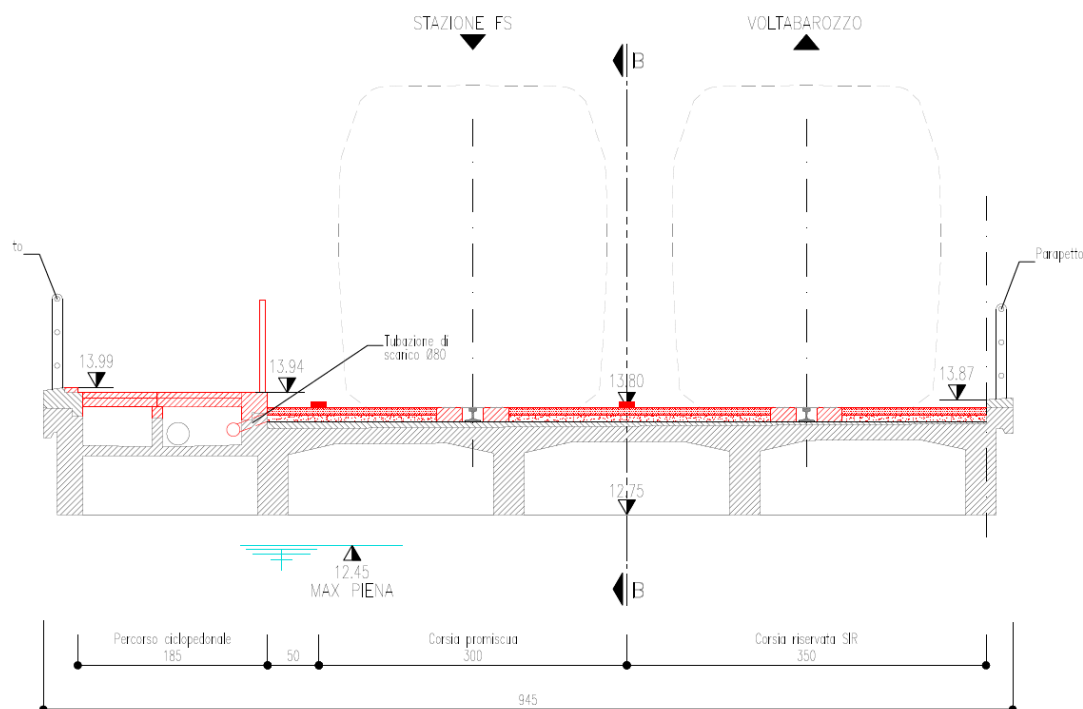 STAZIONE FS
VOLTABAROZZO
B
to
Parapetto
Tubazione di
scarico Ø80
13.99
13.94
13.80
13.87
12.75
12.45
MAX PIENA
B
Percorso ciclopedonale
185
50
Corsia promiscua
300
Corsia riservata SIR
350
945